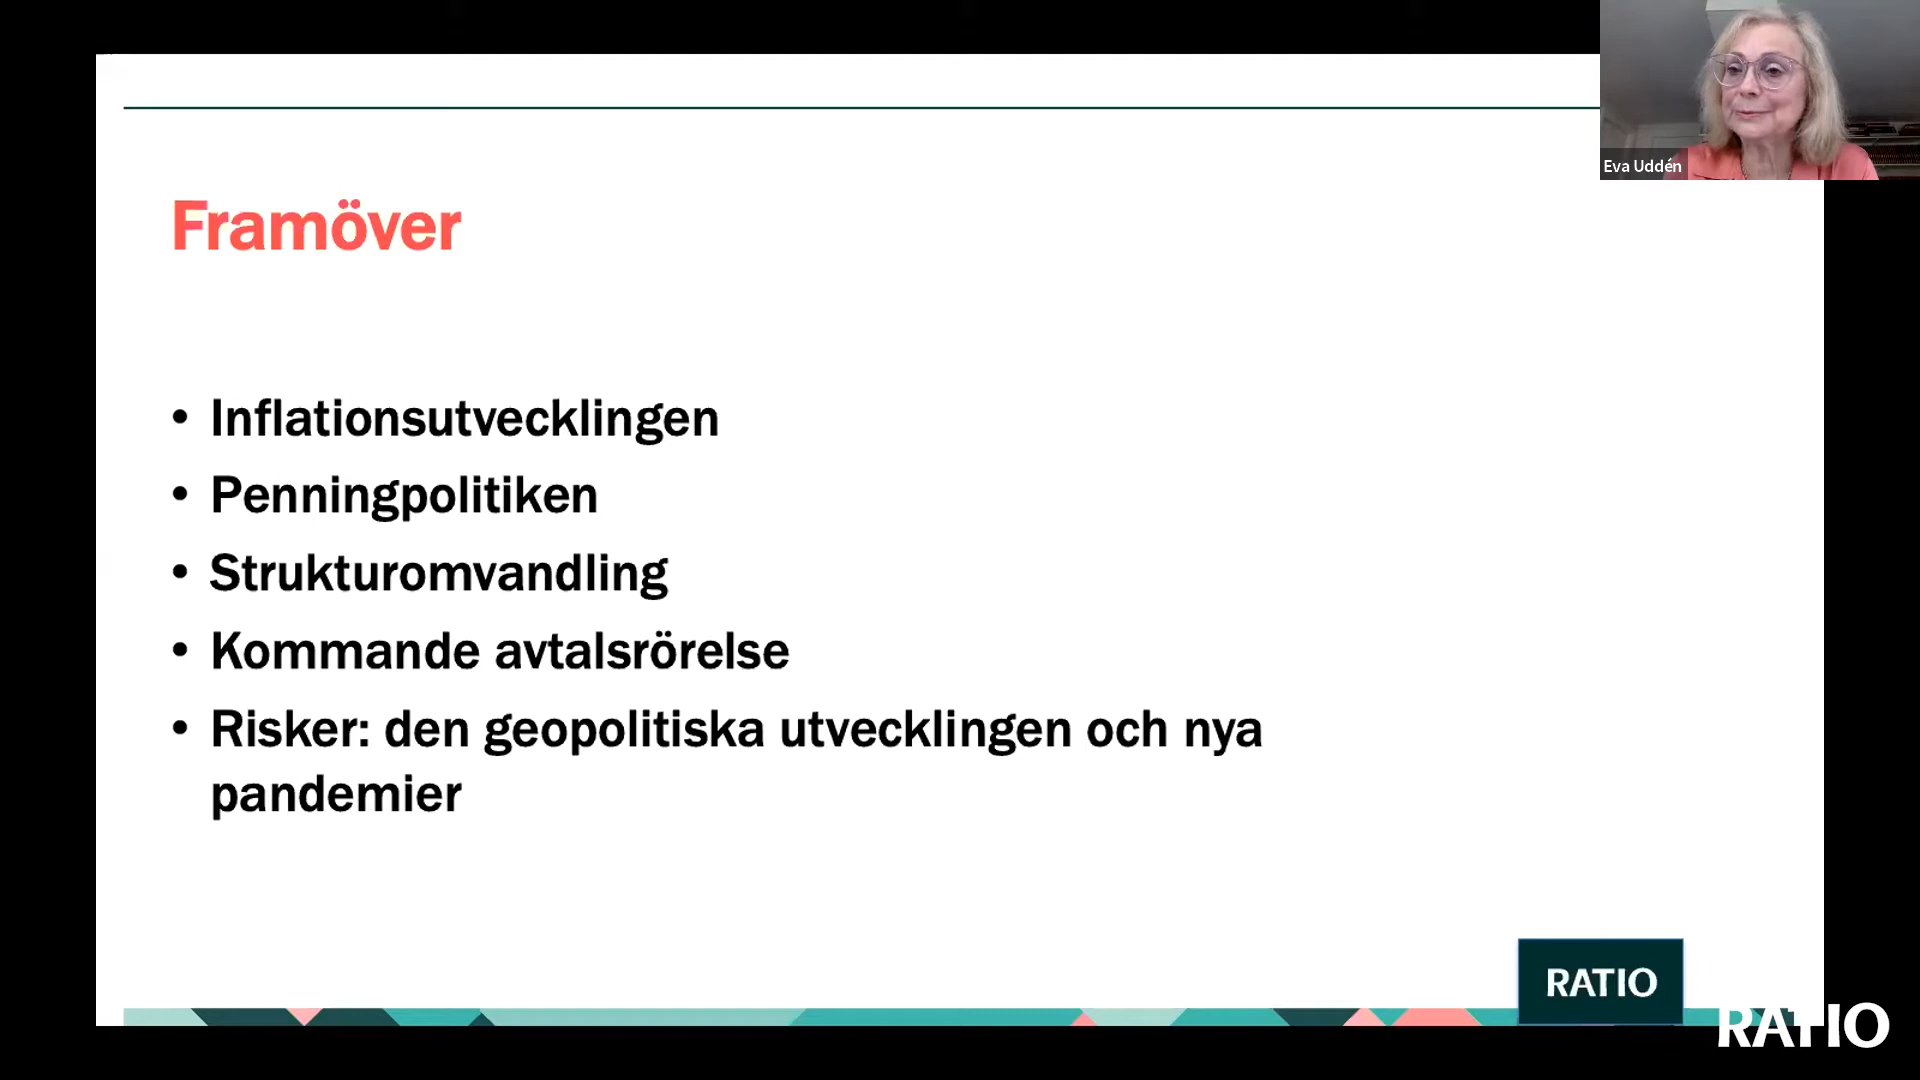 Eva Uddén
Framöver
• Inflationsutvecklingen
• Penningpolitiken
• Strukturomvandling
• Kommande avtalsrörelse
• Risker: den geopolitiska utvecklingen och nya
pandemier
RATIO
RATIO